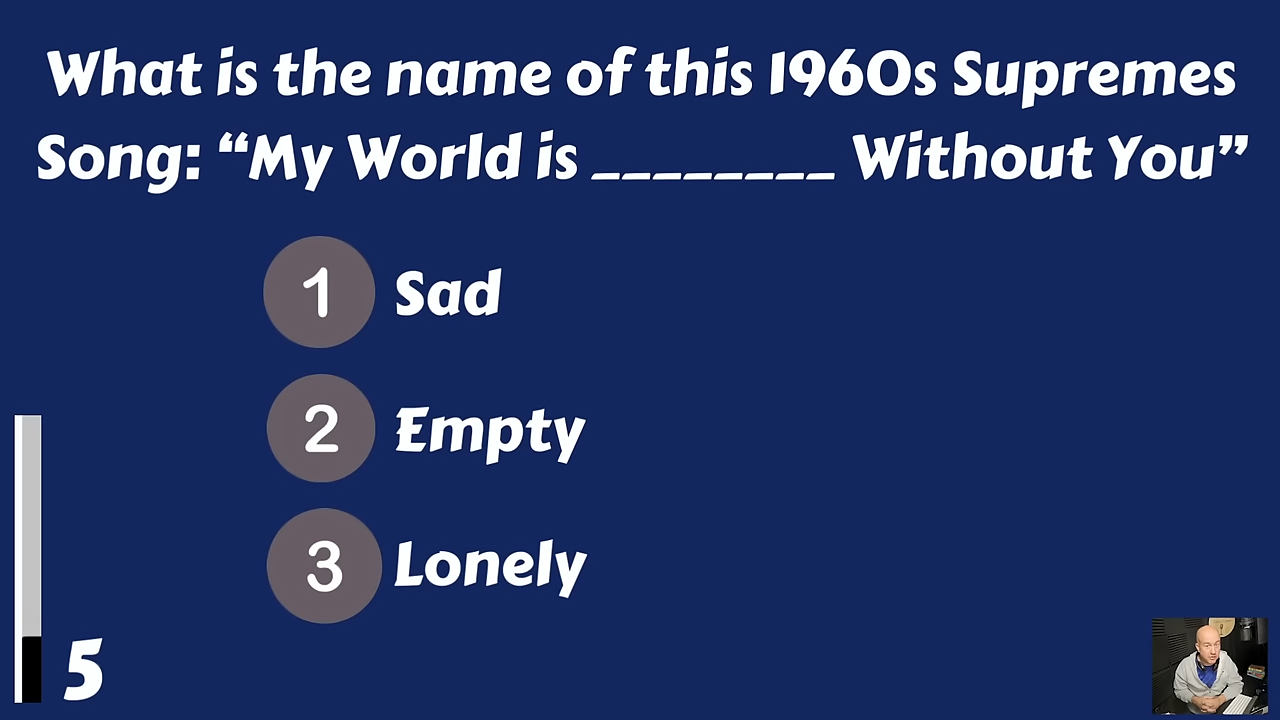 What is the name of this 1960s Supremes
Song: “My World is ________ Without You”
1 Sad
2 Empty
3 Lonely
5